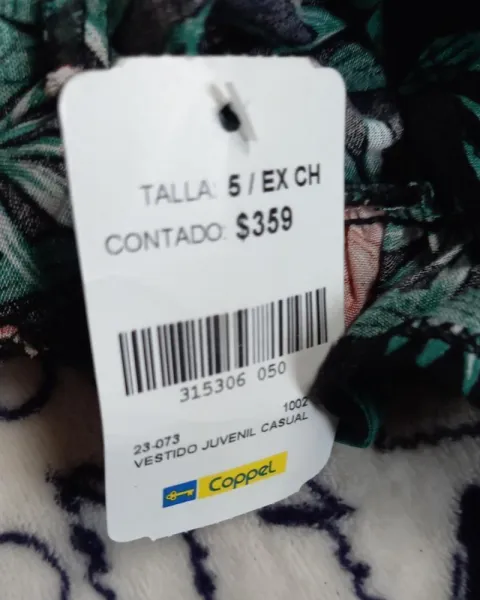 TALLA: 5 / EX CH
CONTADO: $359
315306 050
23-073 1002
VESTIDO JUVENIL CASUAL
Coppel